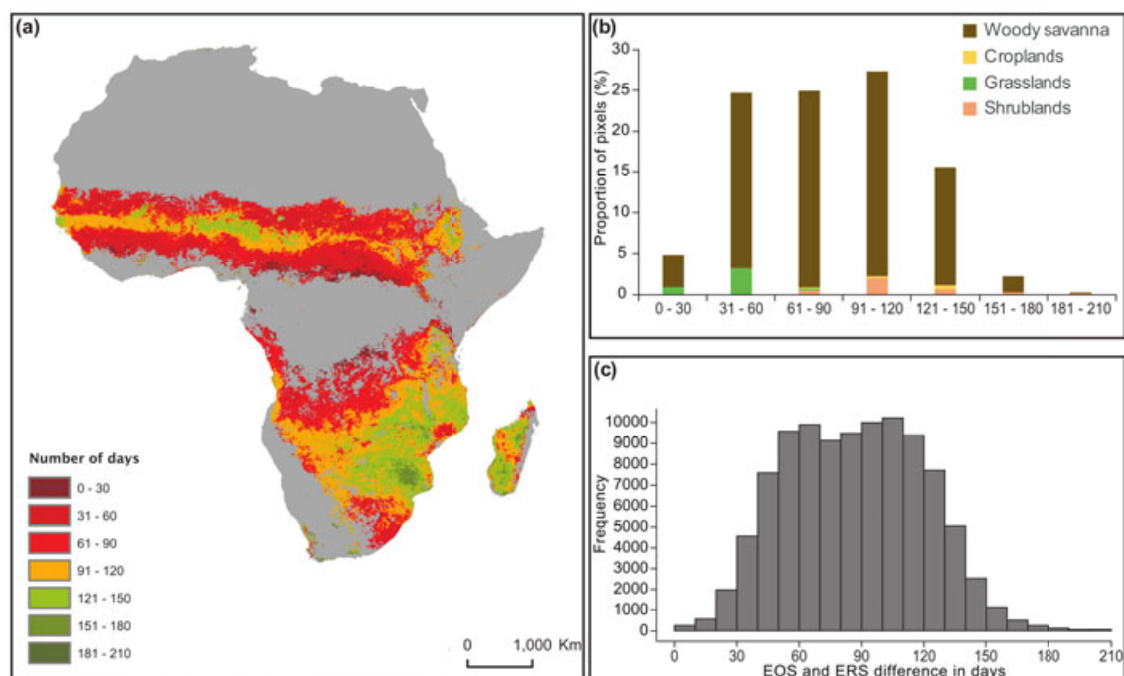 (a)
Number of days
0 - 30
31 - 60
61 - 90
91 - 120
121 - 150
151 - 180
181 - 210
0 1,000 Km
(b)
Woody savanna
Croplands
Grasslands
Shrublands
Proportion of pixels (%)
30
25
20
15
10
5
0
0 - 30 31 - 60 61 - 90 91 - 120 121 - 150 151 - 180 181 - 210
(c)
Frequency
10000
9000
8000
7000
6000
5000
4000
3000
2000
1000
0
0 30 60 90 120 150 180 210
EOS and ERS difference in days